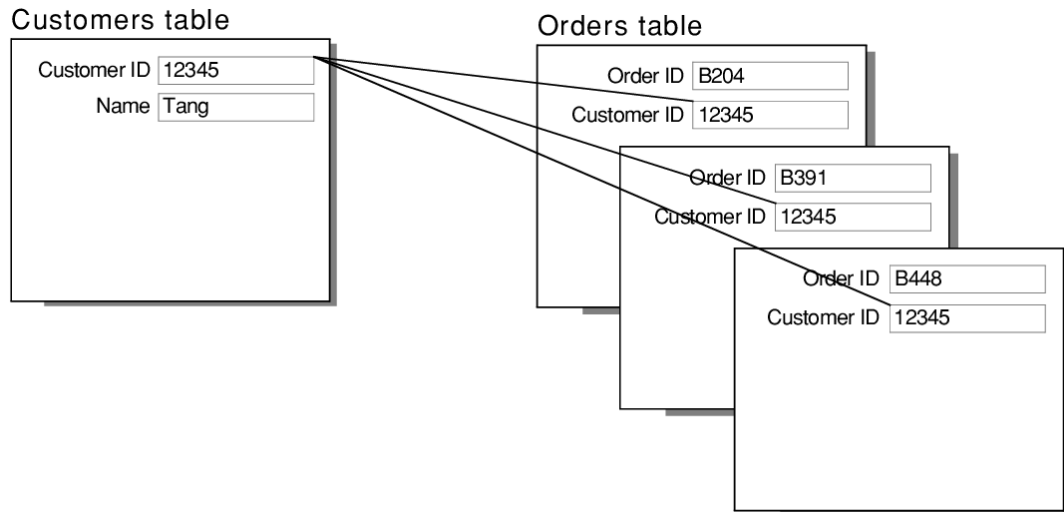 Customers table
Customer ID 12345
Name Tang
Orders table
Order ID B204
Customer ID 12345
Order ID B391
Customer ID 12345
Order ID B448
Customer ID 12345